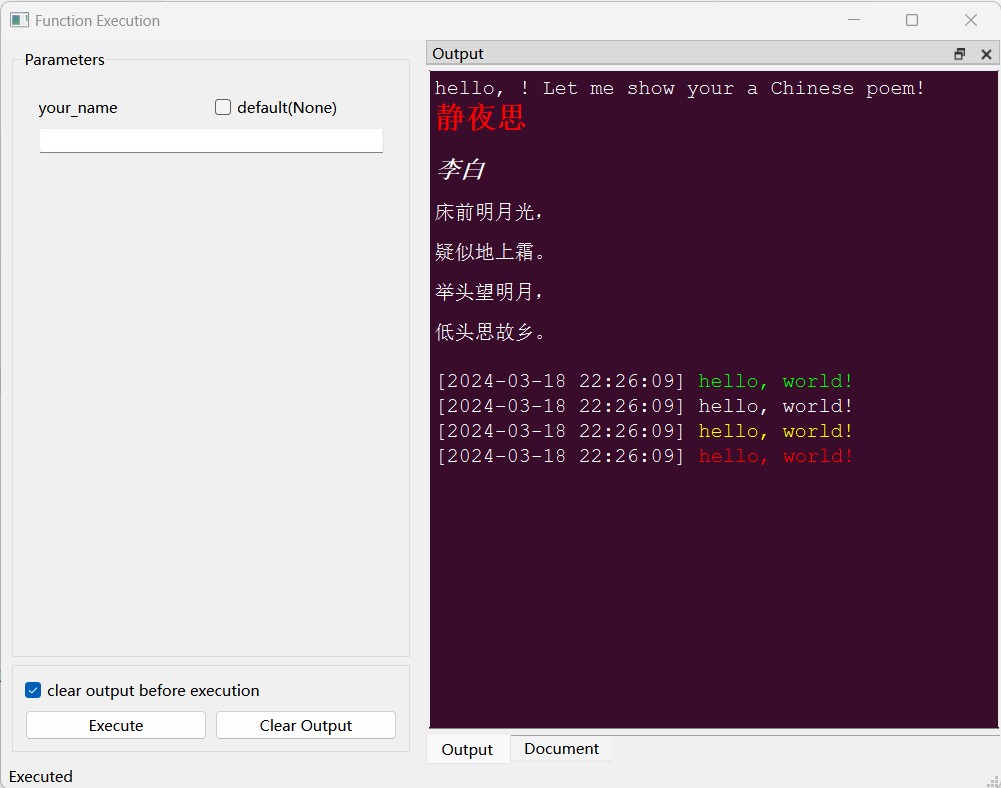 Function Execution
Parameters
your_name
default(None)
clear output before execution
Execute
Clear Output
Executed
Output
hello, ! Let me show your a Chinese poem!
静夜思
李白
床前明月光，
疑似地上霜。
举头望明月，
低头思故乡。
[2024-03-18 22:26:09] hello, world!
[2024-03-18 22:26:09] hello, world!
[2024-03-18 22:26:09] hello, world!
[2024-03-18 22:26:09] hello, world!
Output
Document